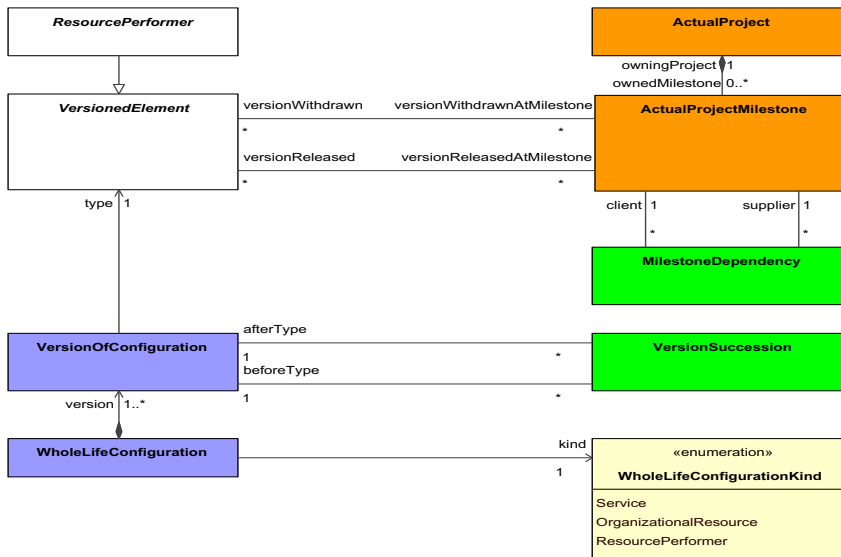 ResourcePerformer
ActualProject
owningProject 1
ownedMilestone 0..*
VersionedElement
versionWithdrawn versionWithdrawnAtMilestone
* *
ActualProjectMilestone
versionReleased versionReleasedAtMilestone
* *
type 1
client 1 supplier 1
* *
MilestoneDependency
VersionOfConfiguration
afterType
1 *
beforeType
1 *
VersionSuccession
version 1..*
WholeLifeConfiguration
kind
1
«enumeration»
WholeLifeConfigurationKind
Service
OrganizationalResource
ResourcePerformer